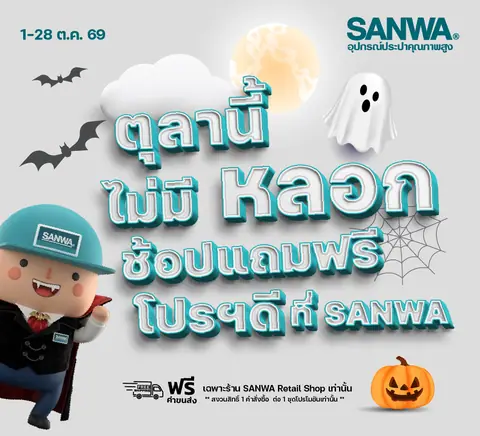 1-28 ต.ค. 69
SANWA®
อุปกรณ์ประปาคุณภาพสูง
ตุลานี้
ไม่มี หลอก
ช้อปแถมฟรี
โปรฯดี ที่ SANWA
SANWA
FREE
ฟรี
ค่าขนส่ง
เฉพาะร้าน SANWA Retail Shop เท่านั้น
** สงวนสิทธิ์ 1 คำสั่งซื้อ ต่อ 1 ชุดโปรโมชันเท่านั้น **